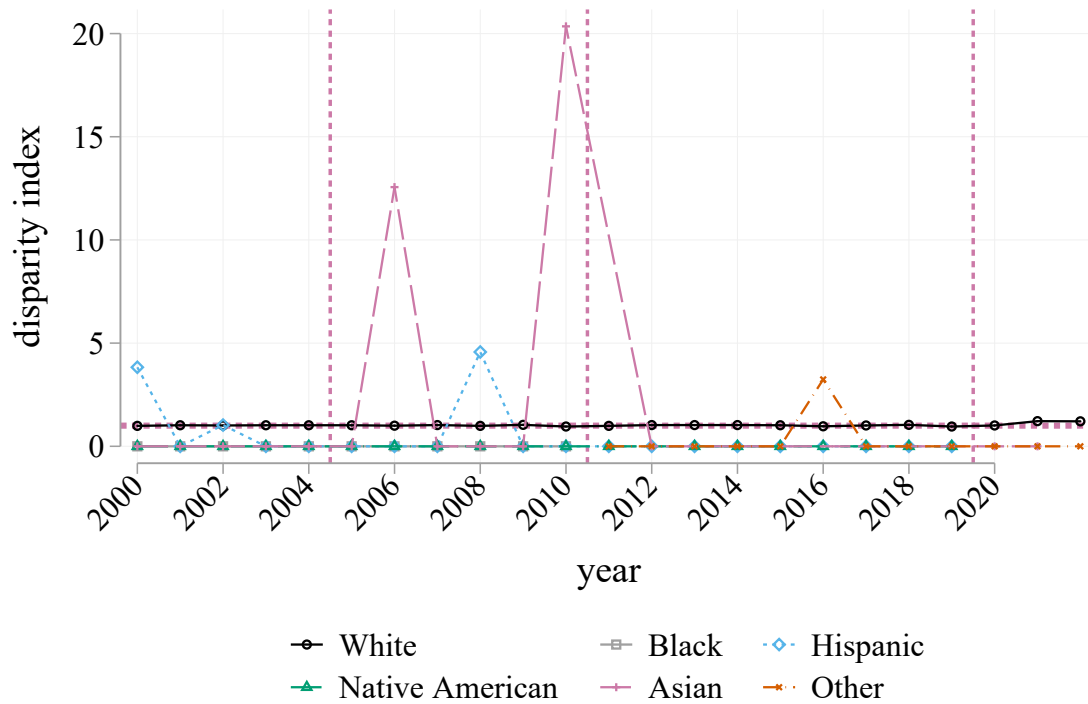 disparity index
20
15
10
5
0
2000 2002 2004 2006 2008 2010 2012 2014 2016 2018 2020
year
White Black Hispanic
Native American Asian Other